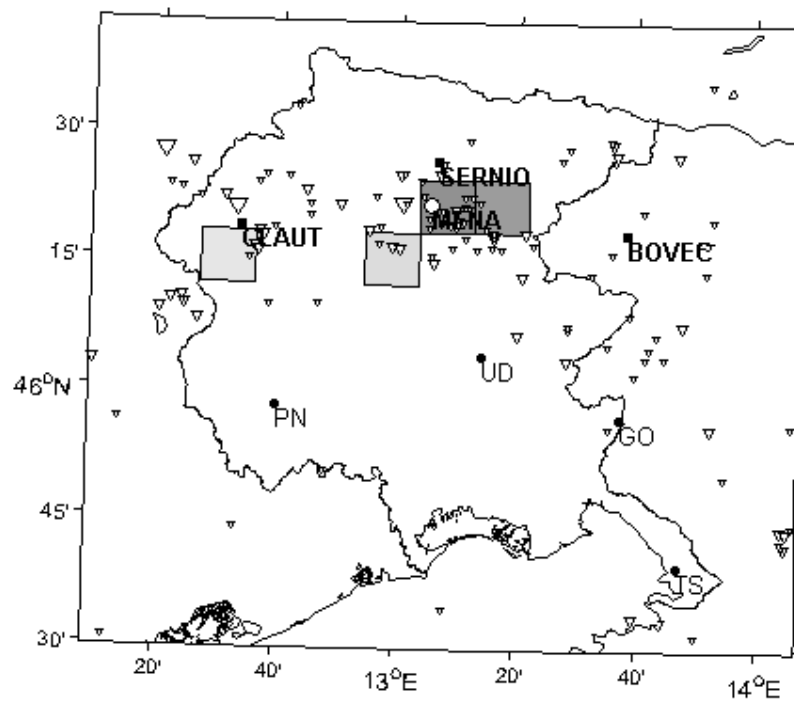 30'
SERNIO
MENA
CLAUT
15'
BOVEC
UD
46°N
PN
GO
45'
TS
30'
20'
40'
13°E
20'
40'
14°E